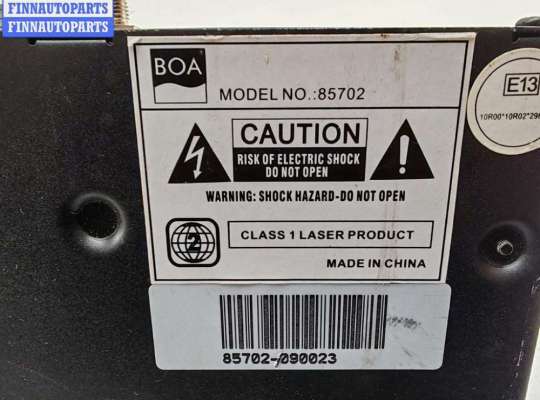 FINNAUTOPARTS
FINNAUTOPARTS
BOA
MODEL NO.:85702
E13
CAUTION
RISK OF ELECTRIC SHOCK
DO NOT OPEN
WARNING: SHOCK HAZARD-DO NOT OPEN
2
CLASS 1 LASER PRODUCT
MADE IN CHINA
85702-090023